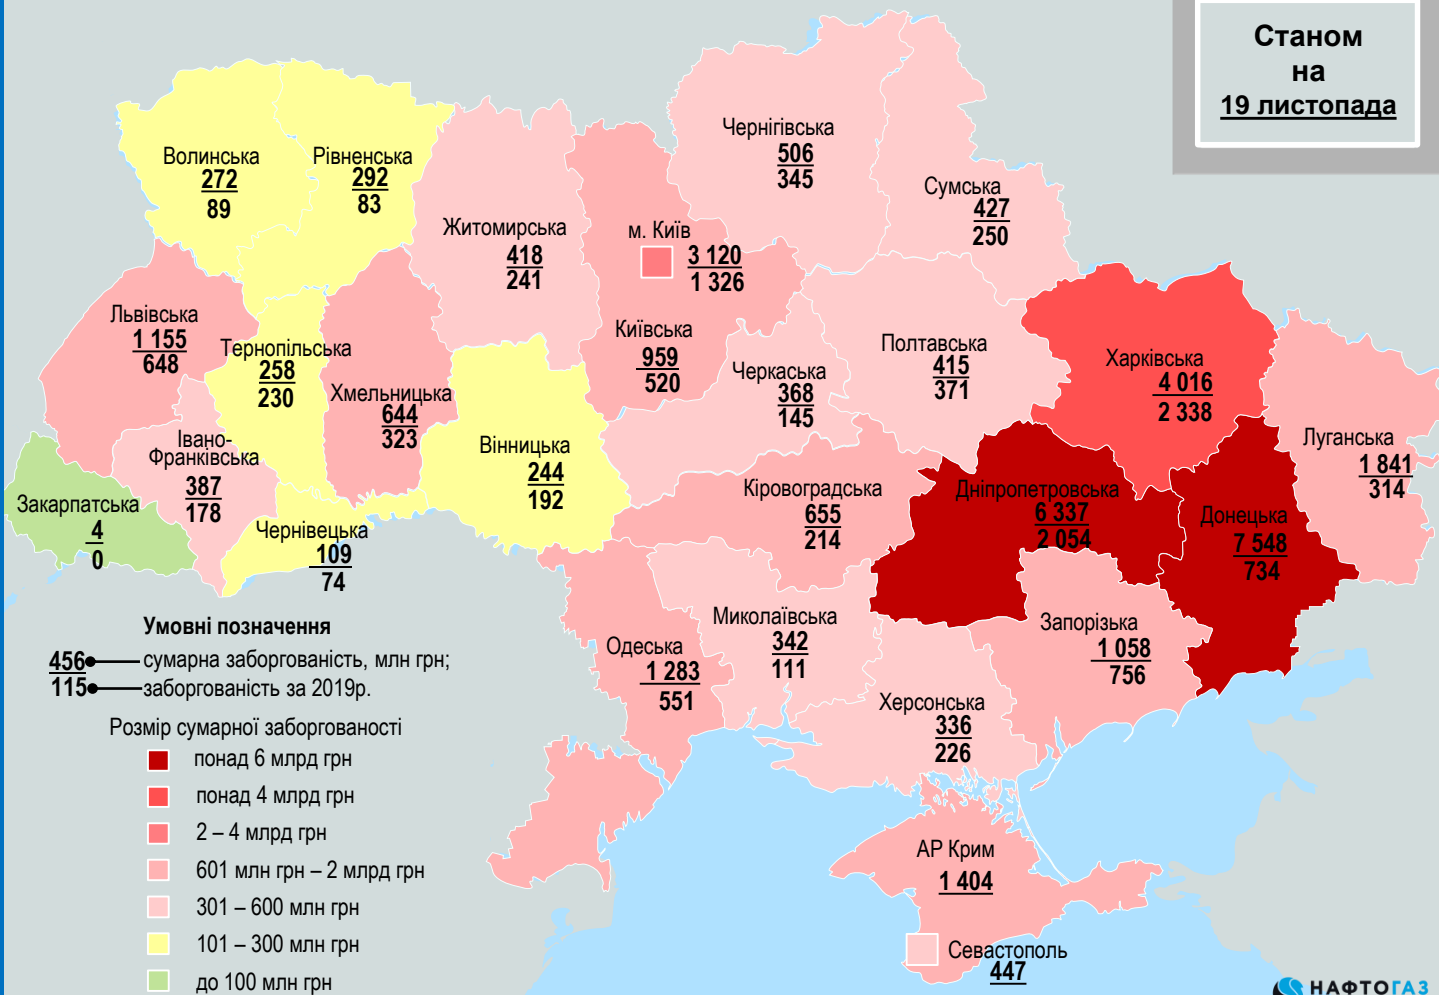 Станом
на
19 листопада
Волинська
272
89
Рівненська
292
83
Житомирська
418
241
м. Київ
3 120
1 326
Чернігівська
506
345
Сумська
427
250
Львівська
1 155
648
Тернопільська
258
230
Хмельницька
644
323
Київська
959
520
Черкаська
368
145
Полтавська
415
371
Харківська
4 016
2 338
Луганська
1 841
314
Івано-
Франківська
387
178
Закарпатська
4
0
Чернівецька
109
74
Вінницька
244
192
Кіровоградська
655
214
Дніпропетровська
6 337
2 054
Донецька
7 548
734
Одеська
1 283
551
Миколаївська
342
111
Запорізька
1 058
756
Херсонська
336
226
АР Крим
1 404
Севастополь
447
Умовні позначення
456 сумарна заборгованість, млн грн;
115 заборгованість за 2019р.
Розмір сумарної заборгованості
понад 6 млрд грн
понад 4 млрд грн
2 – 4 млрд грн
601 млн грн – 2 млрд грн
301 – 600 млн грн
101 – 300 млн грн
до 100 млн грн
НАФТОГАЗ